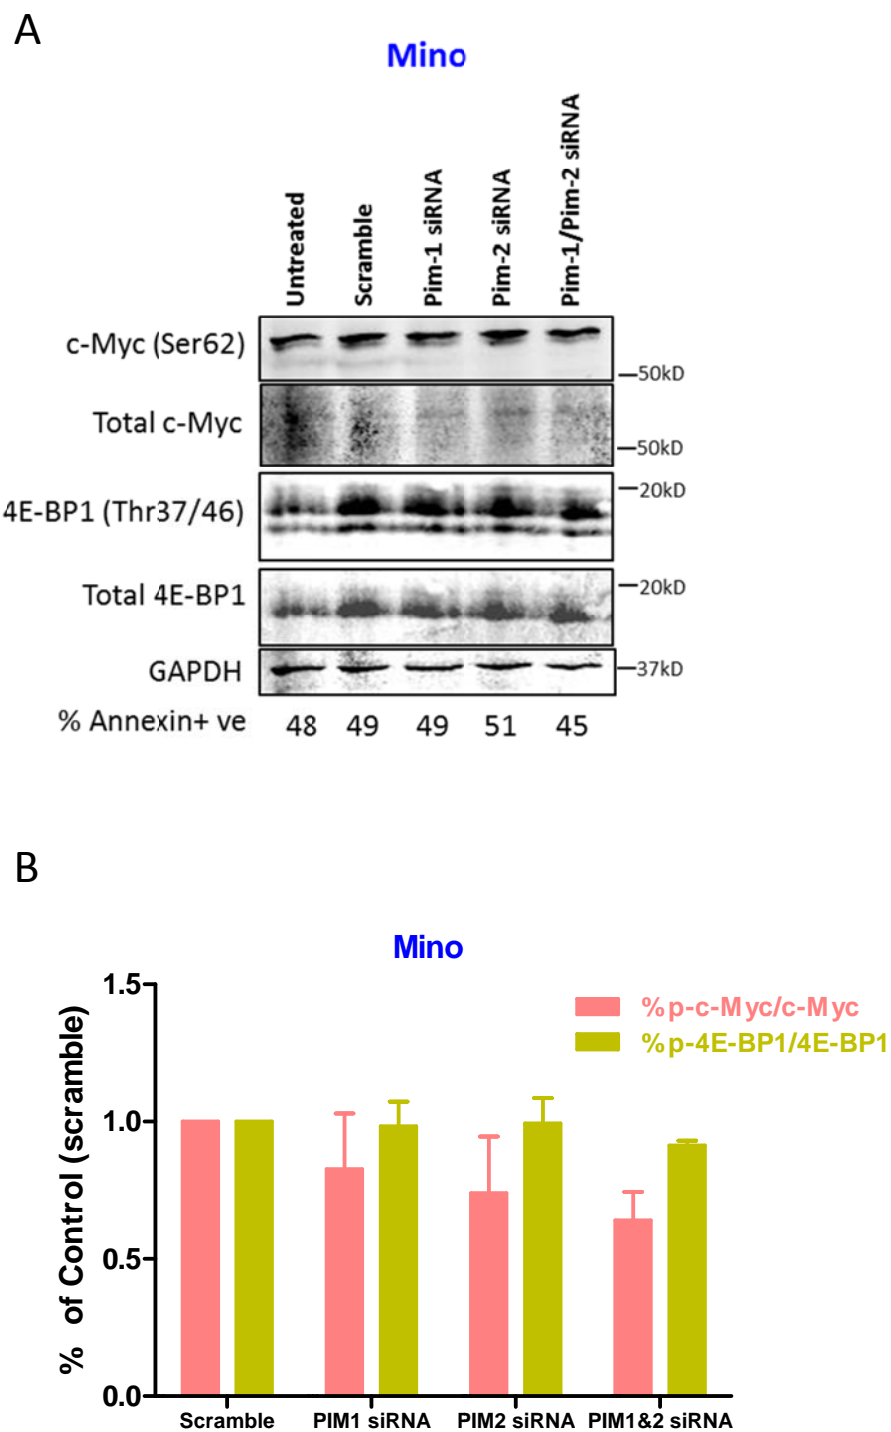 A
Mino
Untreated
Scramble
Pim-1 siRNA
Pim-2 siRNA
Pim-1/Pim-2 siRNA
c-Myc (Ser62)
50kD
Total c-Myc
50kD
4E-BP1 (Thr37/46)
20kD
Total 4E-BP1
20kD
GAPDH
37kD
% Annexin+ ve 48 49 49 51 45
B
Mino
% of Control (scramble)
1.5
1.0
0.5
0.0
%p-c-Myc/c-Myc
%p-4E-BP1/4E-BP1
Scramble PIM1 siRNA PIM2 siRNA PIM1&2 siRNA